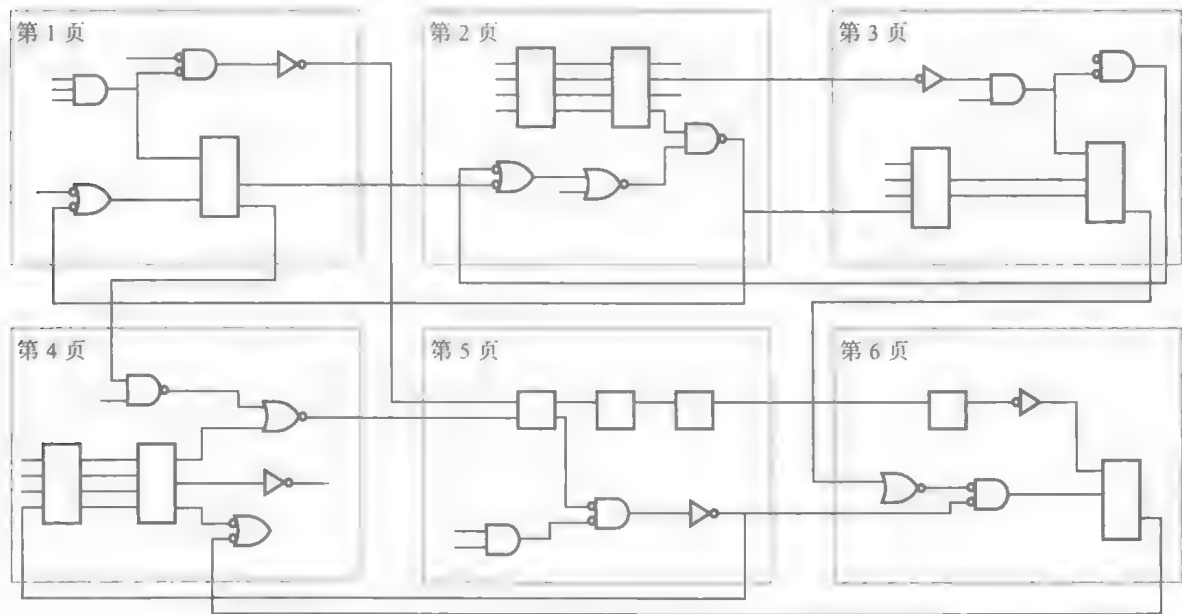 第 1 页
第 2 页
第 3 页
第 4 页
第 5 页
第 6 页